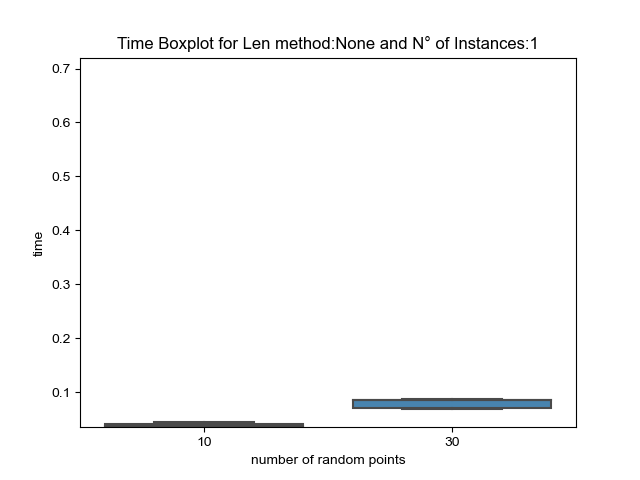 Time Boxplot for Len method:None and N° of Instances:1
0.7
0.6
0.5
0.4
0.3
0.2
0.1
time
10 30
number of random points